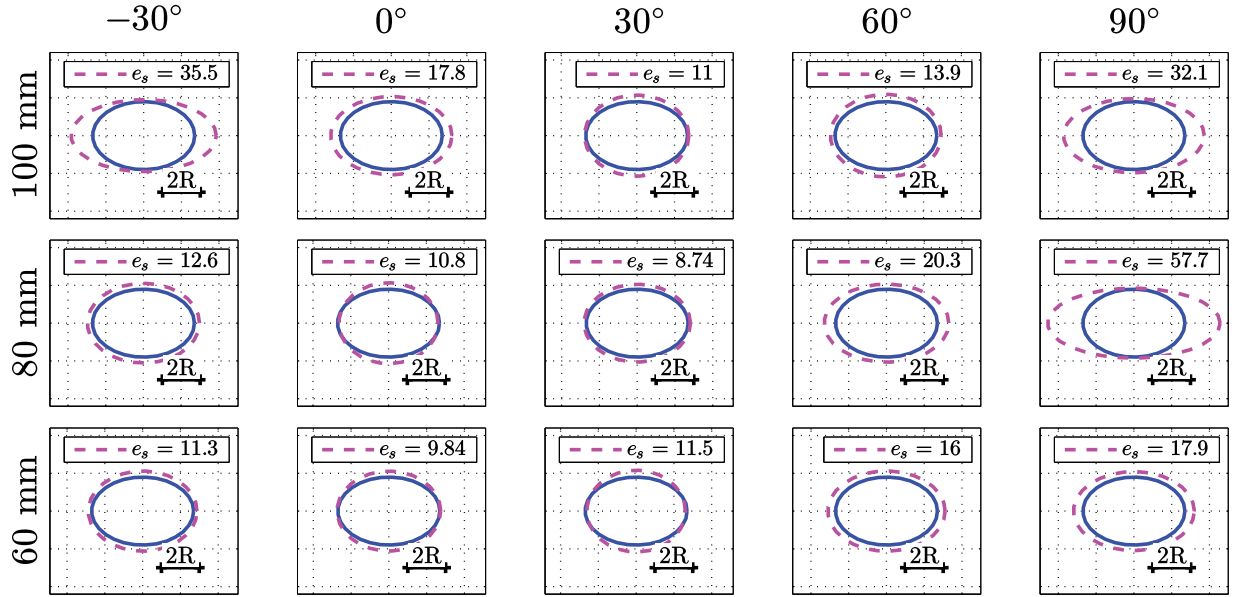 −30° 0° 30° 60° 90°
100 mm
e_s = 35.5 e_s = 17.8 e_s = 11 e_s = 13.9 e_s = 32.1
2R 2R 2R 2R 2R
80 mm
e_s = 12.6 e_s = 10.8 e_s = 8.74 e_s = 20.3 e_s = 57.7
2R 2R 2R 2R 2R
60 mm
e_s = 11.3 e_s = 9.84 e_s = 11.5 e_s = 16 e_s = 17.9
2R 2R 2R 2R 2R